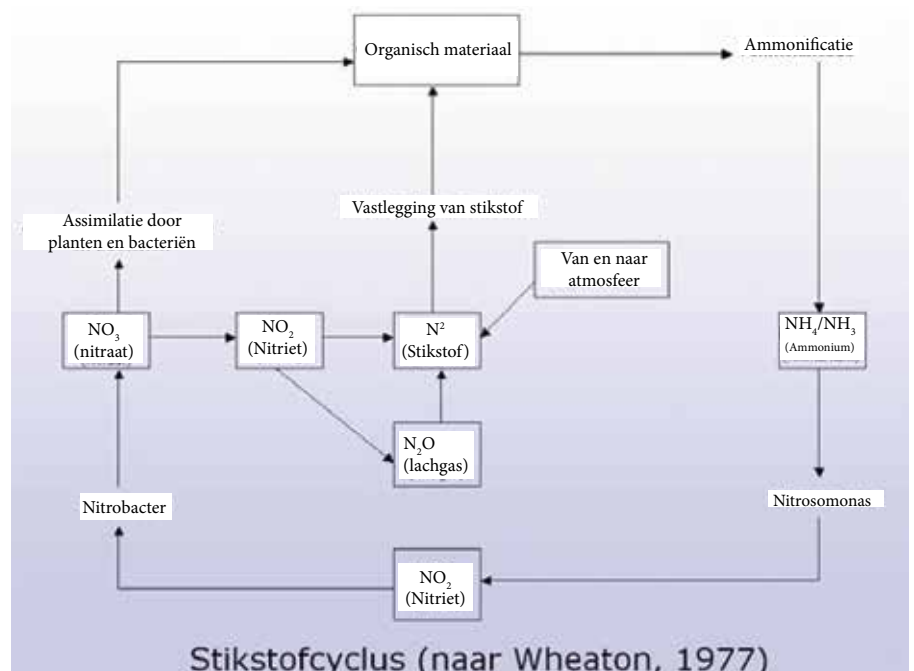 Organisch materiaal
Ammonificatie
Assimilatie door
planten en bacteriën
Vastlegging van stikstof
Van en naar
atmosfeer
NO₃
(nitraat)
NO₂
(Nitriet)
N²
(Stikstof)
NH₄/NH₃
(Ammonium)
N₂O
(lachgas)
Nitrobacter
Nitrosomonas
NO₂
(Nitriet)
Stikstofcyclus (naar Wheaton, 1977)